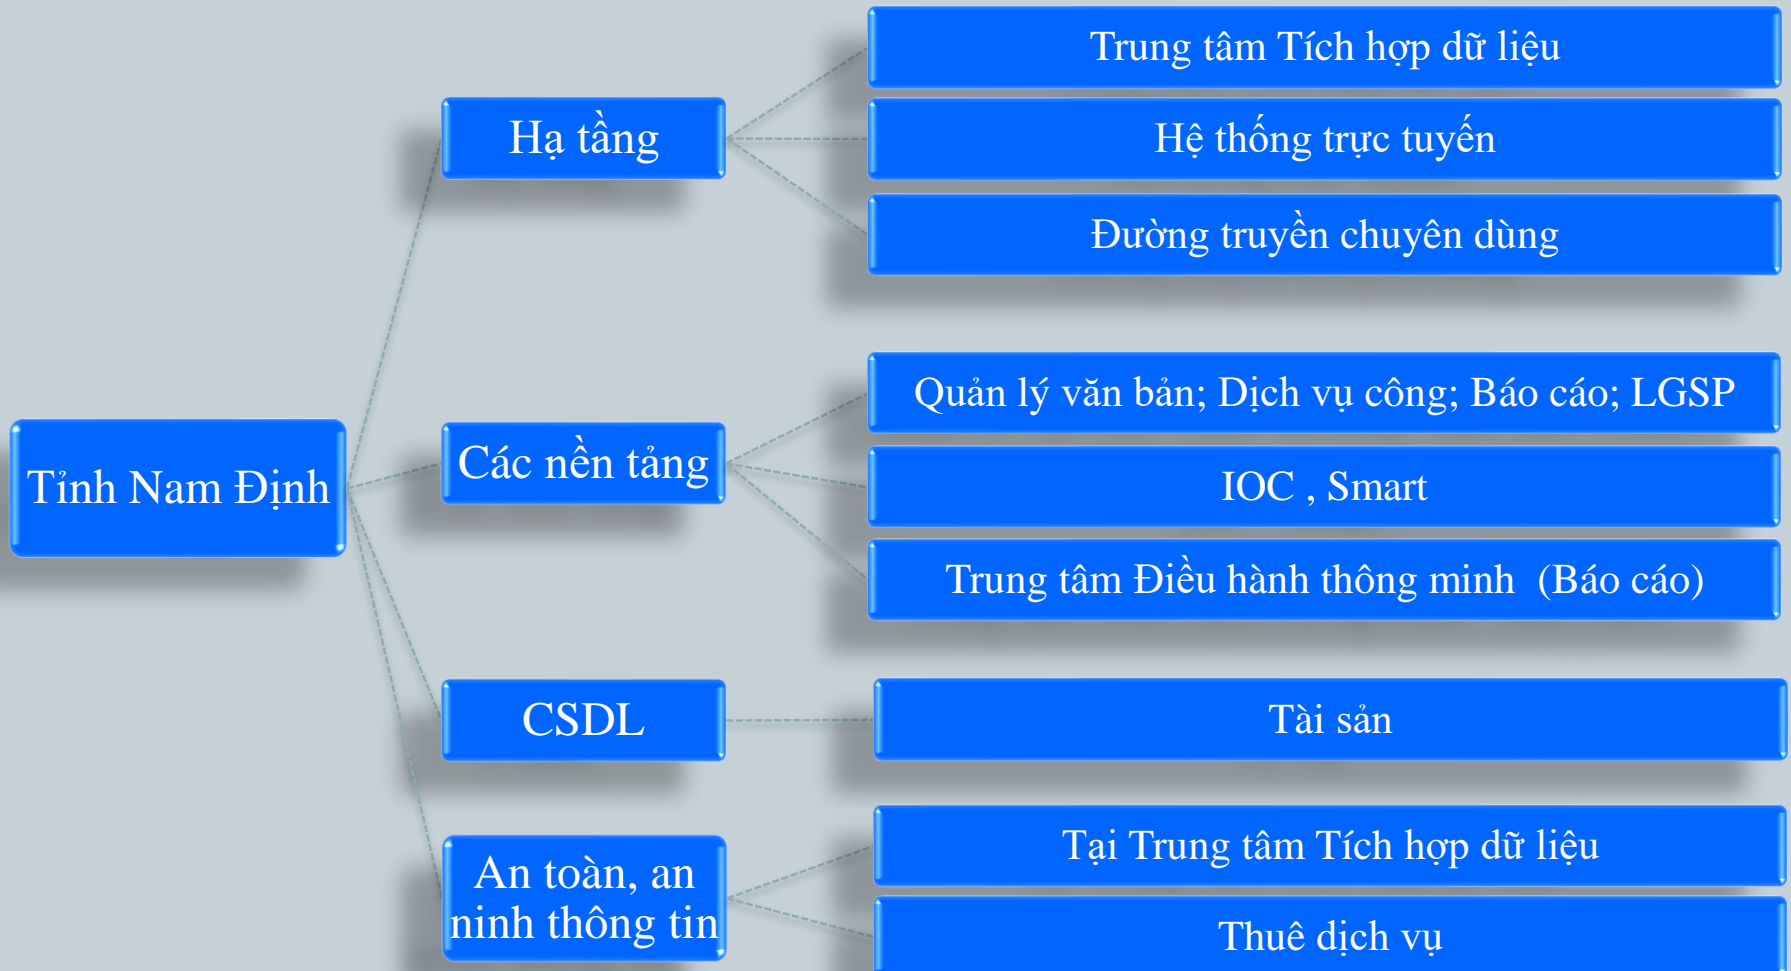 Tỉnh Nam Định
Hạ tầng
Trung tâm Tích hợp dữ liệu
Hệ thống trực tuyến
Đường truyền chuyên dùng
Các nền tảng
Quản lý văn bản; Dịch vụ công; Báo cáo; LGSP
IOC , Smart
Trung tâm Điều hành thông minh (Báo cáo)
CSDL
Tài sản
An toàn, an
ninh thông tin
Tại Trung tâm Tích hợp dữ liệu
Thuê dịch vụ